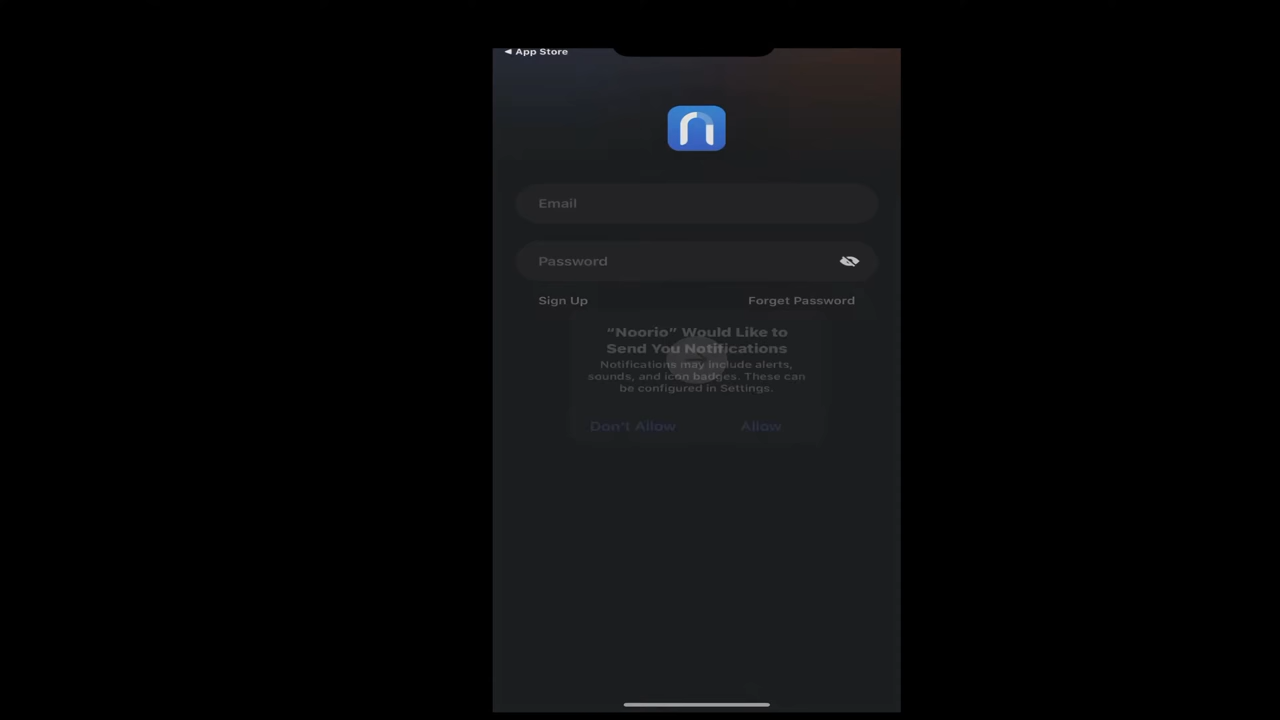 ◄ App Store
Email
Password
Sign Up
Forget Password
“Noorio” Would Like to
Send You Notifications
Notifications may include alerts,
sounds, and icon badges. These can
be configured in Settings.
Don’t Allow
Allow